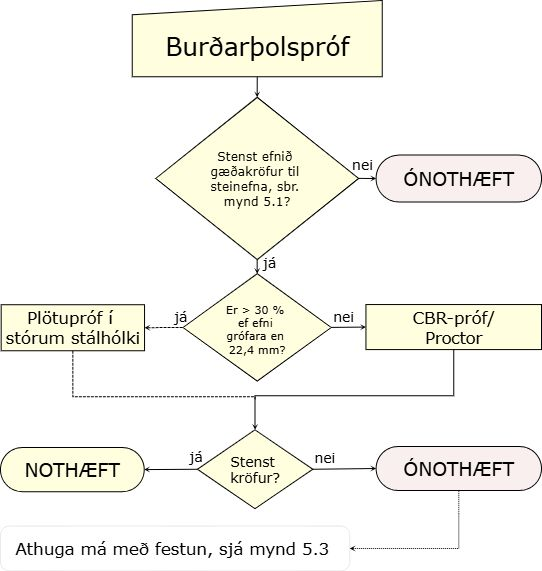 Burðarþolspróf
Stenst efnið
gæðakröfur til
steinefna, sbr.
mynd 5.1?
nei
ÓNOTHÆFT
já
Er > 30 %
ef efni
grófara en
22,4 mm?
já
nei
Plötupróf í
stórum stálhólki
CBR-próf/
Proctor
Stenst
kröfur?
já
nei
NOTHÆFT
ÓNOTHÆFT
Athuga má með festun, sjá mynd 5.3